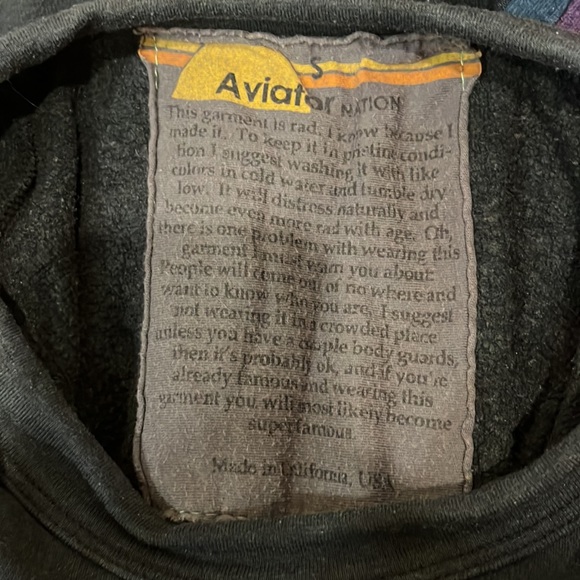 S
Aviator NATION
This garment is rad, I know because I
made it. To keep it in pristine condi-
tion I suggest washing it with like
colors in cold water and tumble dry
low. It will distress naturally and
become even more rad with age. Oh,
there is one problem with wearing this
garment I must warn you about:
People will come out of no where and
want to know who you are, I suggest
not wearing it in a crowded place
unless you have a couple body guards,
then it's probably ok, and if you're
already famous and wearing this
garment you will most likely become
superfamous.
Made in California, USA